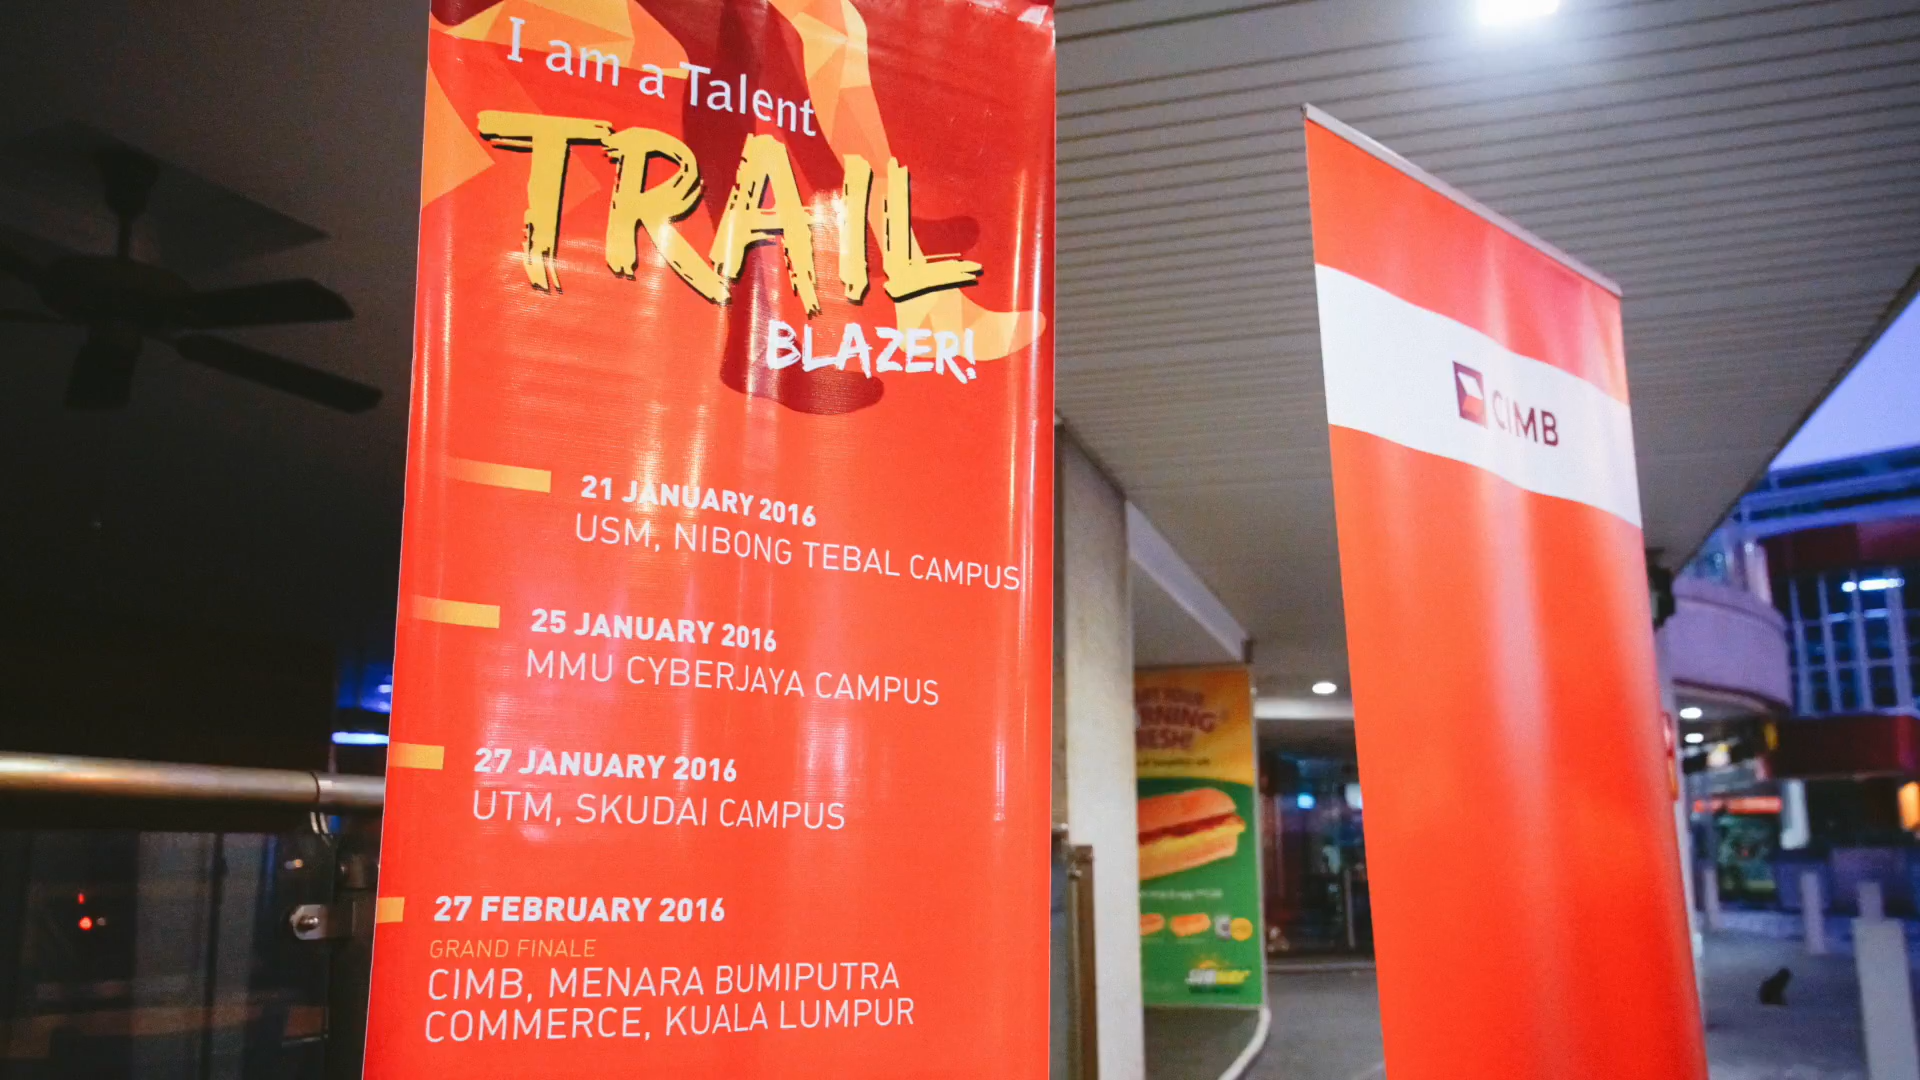 I am a Talent
TRAIL
BLAZER!
21 JANUARY 2016
USM, NIBONG TEBAL CAMPUS
25 JANUARY 2016
MMU CYBERJAYA CAMPUS
27 JANUARY 2016
UTM, SKUDAI CAMPUS
27 FEBRUARY 2016
GRAND FINALE
CIMB, MENARA BUMIPUTRA
COMMERCE, KUALA LUMPUR
CIMB
SUBWAY